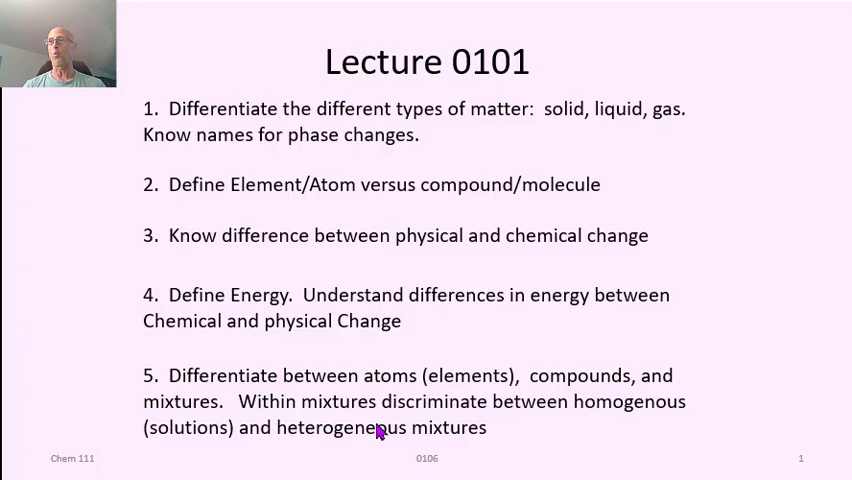 Lecture 0101
1. Differentiate the different types of matter: solid, liquid, gas.
Know names for phase changes.
2. Define Element/Atom versus compound/molecule
3. Know difference between physical and chemical change
4. Define Energy. Understand differences in energy between
Chemical and physical Change
5. Differentiate between atoms (elements), compounds, and
mixtures. Within mixtures discriminate between homogenous
(solutions) and heterogeneous mixtures
Chem 111
0106
1